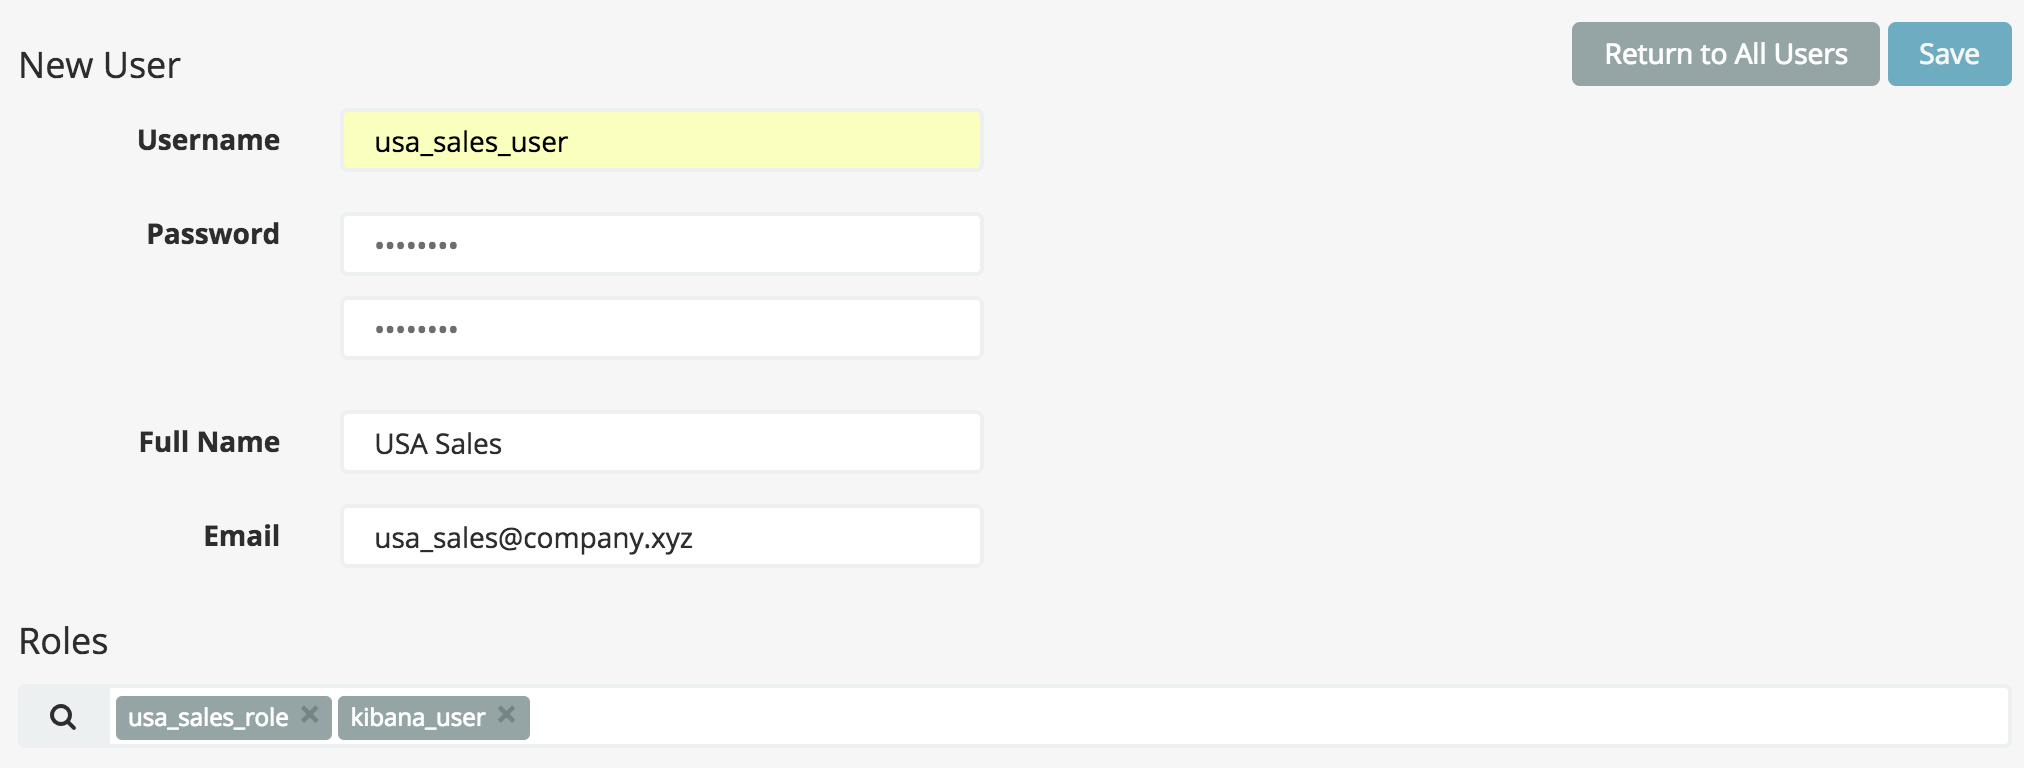 New User
Return to All Users
Save
Username
usa_sales_user
Password
••••••••
••••••••
Full Name
USA Sales
Email
usa_sales@company.xyz
Roles
usa_sales_role
kibana_user